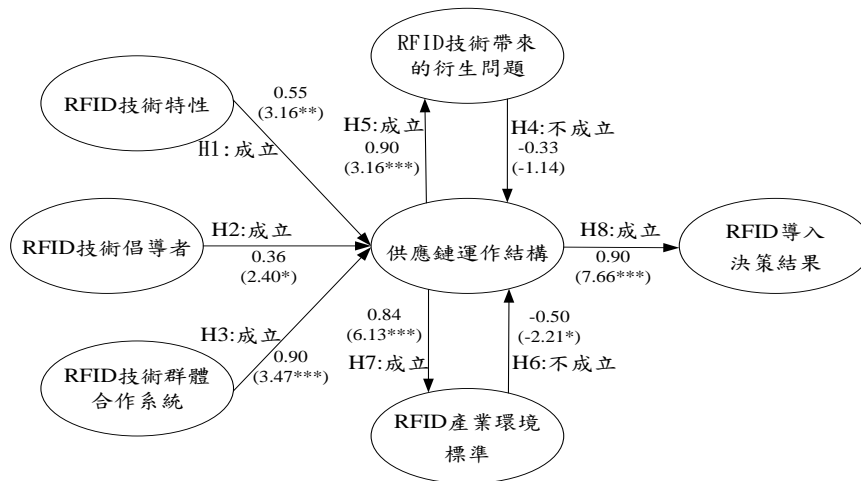 RFID技術帶來
的衍生問題
RFID技術特性
0.55
(3.16**)
H1:成立
H5:成立
0.90
(3.16***)
H4:不成立
-0.33
(-1.14)
RFID技術倡導者
H2:成立
0.36
(2.40*)
供應鏈運作結構
H8:成立
0.90
(7.66***)
RFID導入
決策結果
H3:成立
0.90
(3.47***)
RFID技術群體
合作系統
0.84
(6.13***)
H7:成立
-0.50
(-2.21*)
H6:不成立
RFID產業環境
標準